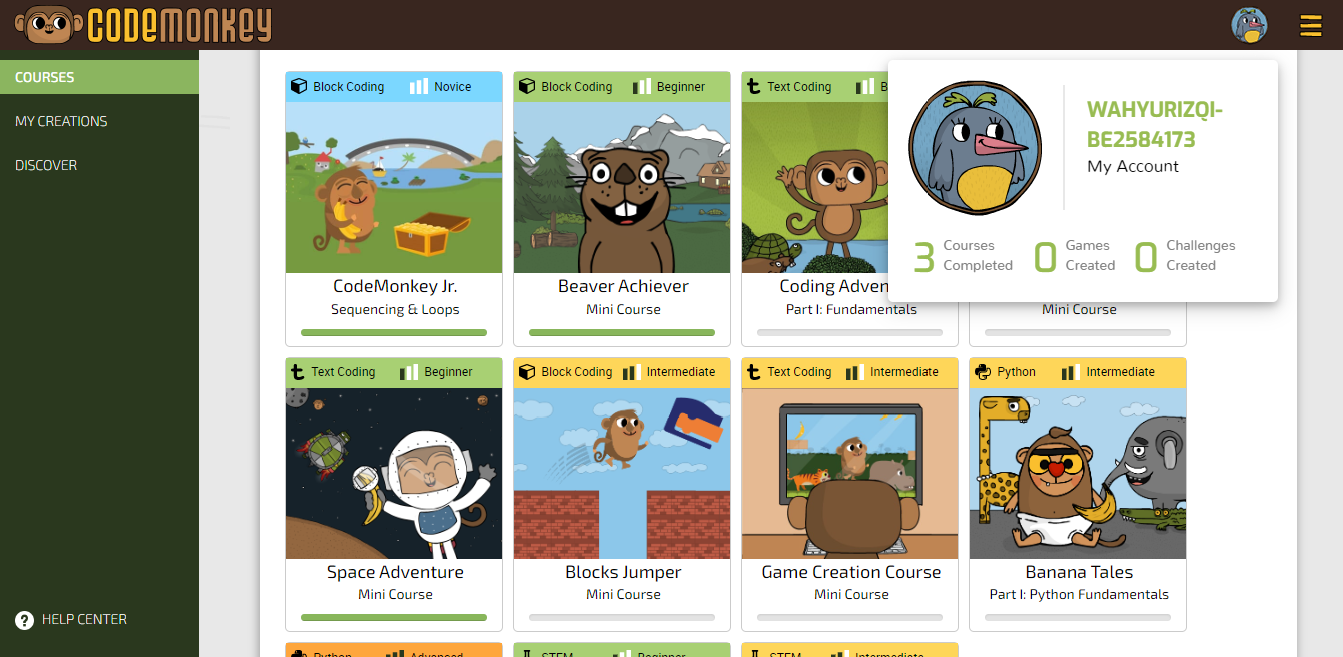 CODEMONKEY
COURSES
MY CREATIONS
DISCOVER
HELP CENTER
Block Coding Novice
CodeMonkey Jr.
Sequencing & Loops
Block Coding Beginner
Beaver Achiever
Mini Course
Text Coding B
Coding Adven
Part I: Fundamentals
Mini Course
WAHYURIZQI-
BE2584173
My Account
3 Courses
Completed
0 Games
Created
0 Challenges
Created
Text Coding Beginner
Space Adventure
Mini Course
Block Coding Intermediate
Blocks Jumper
Mini Course
Text Coding Intermediate
Game Creation Course
Mini Course
Python Intermediate
Banana Tales
Part I: Python Fundamentals
Python Advanced
STEM Beginner
STEM Intermediate